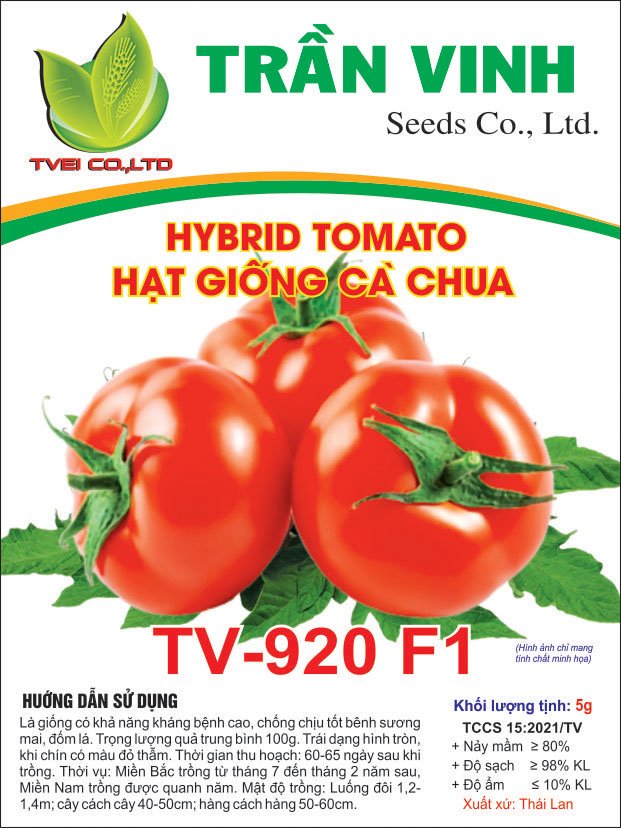 TRẦN VINH
Seeds Co., Ltd.
TVEI CO.,LTD
HYBRID TOMATO
HẠT GIỐNG CÀ CHUA
TV-920 F1
(Hình ảnh chỉ mang
tính chất minh họa)
HUỚNG DẪN SỬ DỤNG
Là giống có khả năng kháng bệnh cao, chống chịu tốt bênh sương
mai, đốm lá. Trọng lượng quả trung bình 100g. Trái dạng hình tròn,
khi chín có màu đỏ thẫm. Thời gian thu hoạch: 60-65 ngày sau khi
trồng. Thời vụ: Miền Bắc trồng từ tháng 7 đến tháng 2 năm sau,
Miền Nam trồng được quanh năm. Mật độ trồng: Luống đôi 1,2-
1,4m; cây cách cây 40-50cm; hàng cách hàng 50-60cm.
Khối lượng tịnh: 5g
TCCS 15:2021/TV
+ Nảy mầm ≥ 80%
+ Độ sạch ≥ 98% KL
+ Độ ẩm ≤ 10% KL
Xuất xứ: Thái Lan